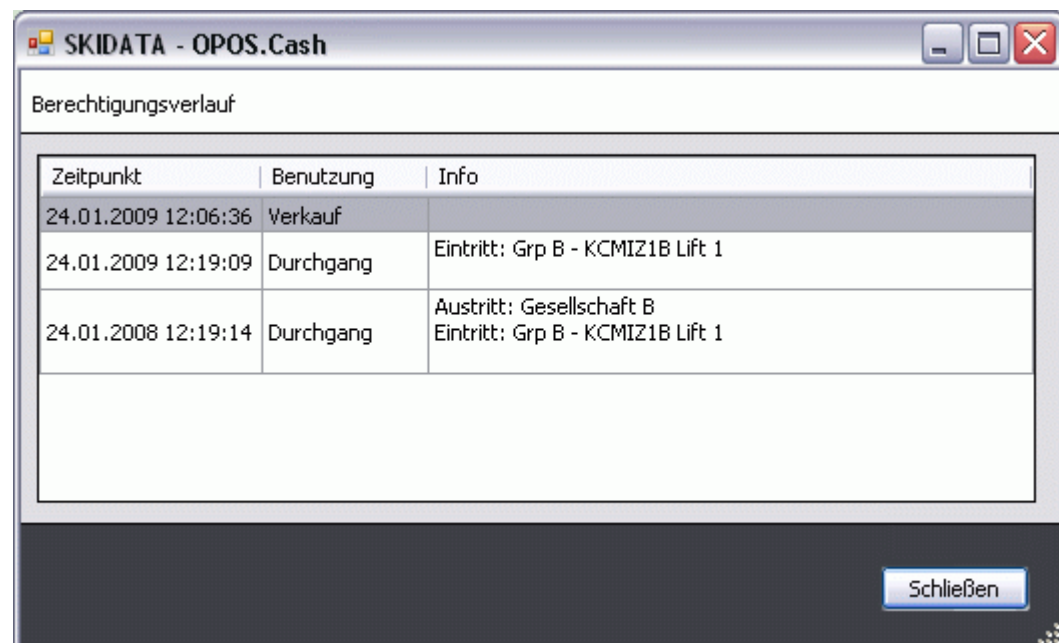 SKIDATA - OPOS.Cash
Berechtigungsverlauf
Zeitpunkt Benutzung Info
24.01.2009 12:06:36 Verkauf
24.01.2009 12:19:09 Durchgang Eintritt: Grp B - KCMIZ1B Lift 1
24.01.2008 12:19:14 Durchgang Austritt: Gesellschaft B
Eintritt: Grp B - KCMIZ1B Lift 1
Schließen